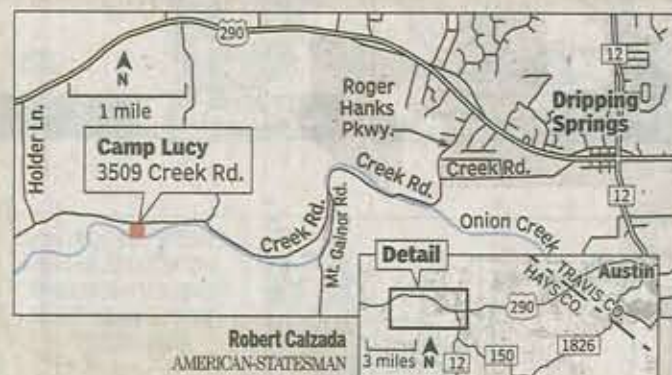 290
12
N
1 mile
Roger
Hanks
Pkwy.
Dripping
Springs
Holder Ln.
Camp Lucy
3509 Creek Rd.
Creek Rd.
Creek Rd.
12
Creek Rd.
Mt. Gainor Rd.
Onion Creek
Detail
TRAVIS CO.
HAYS CO.
Austin
290
Robert Calzada
AMERICAN-STATESMAN
3 miles
N
12
150
1826